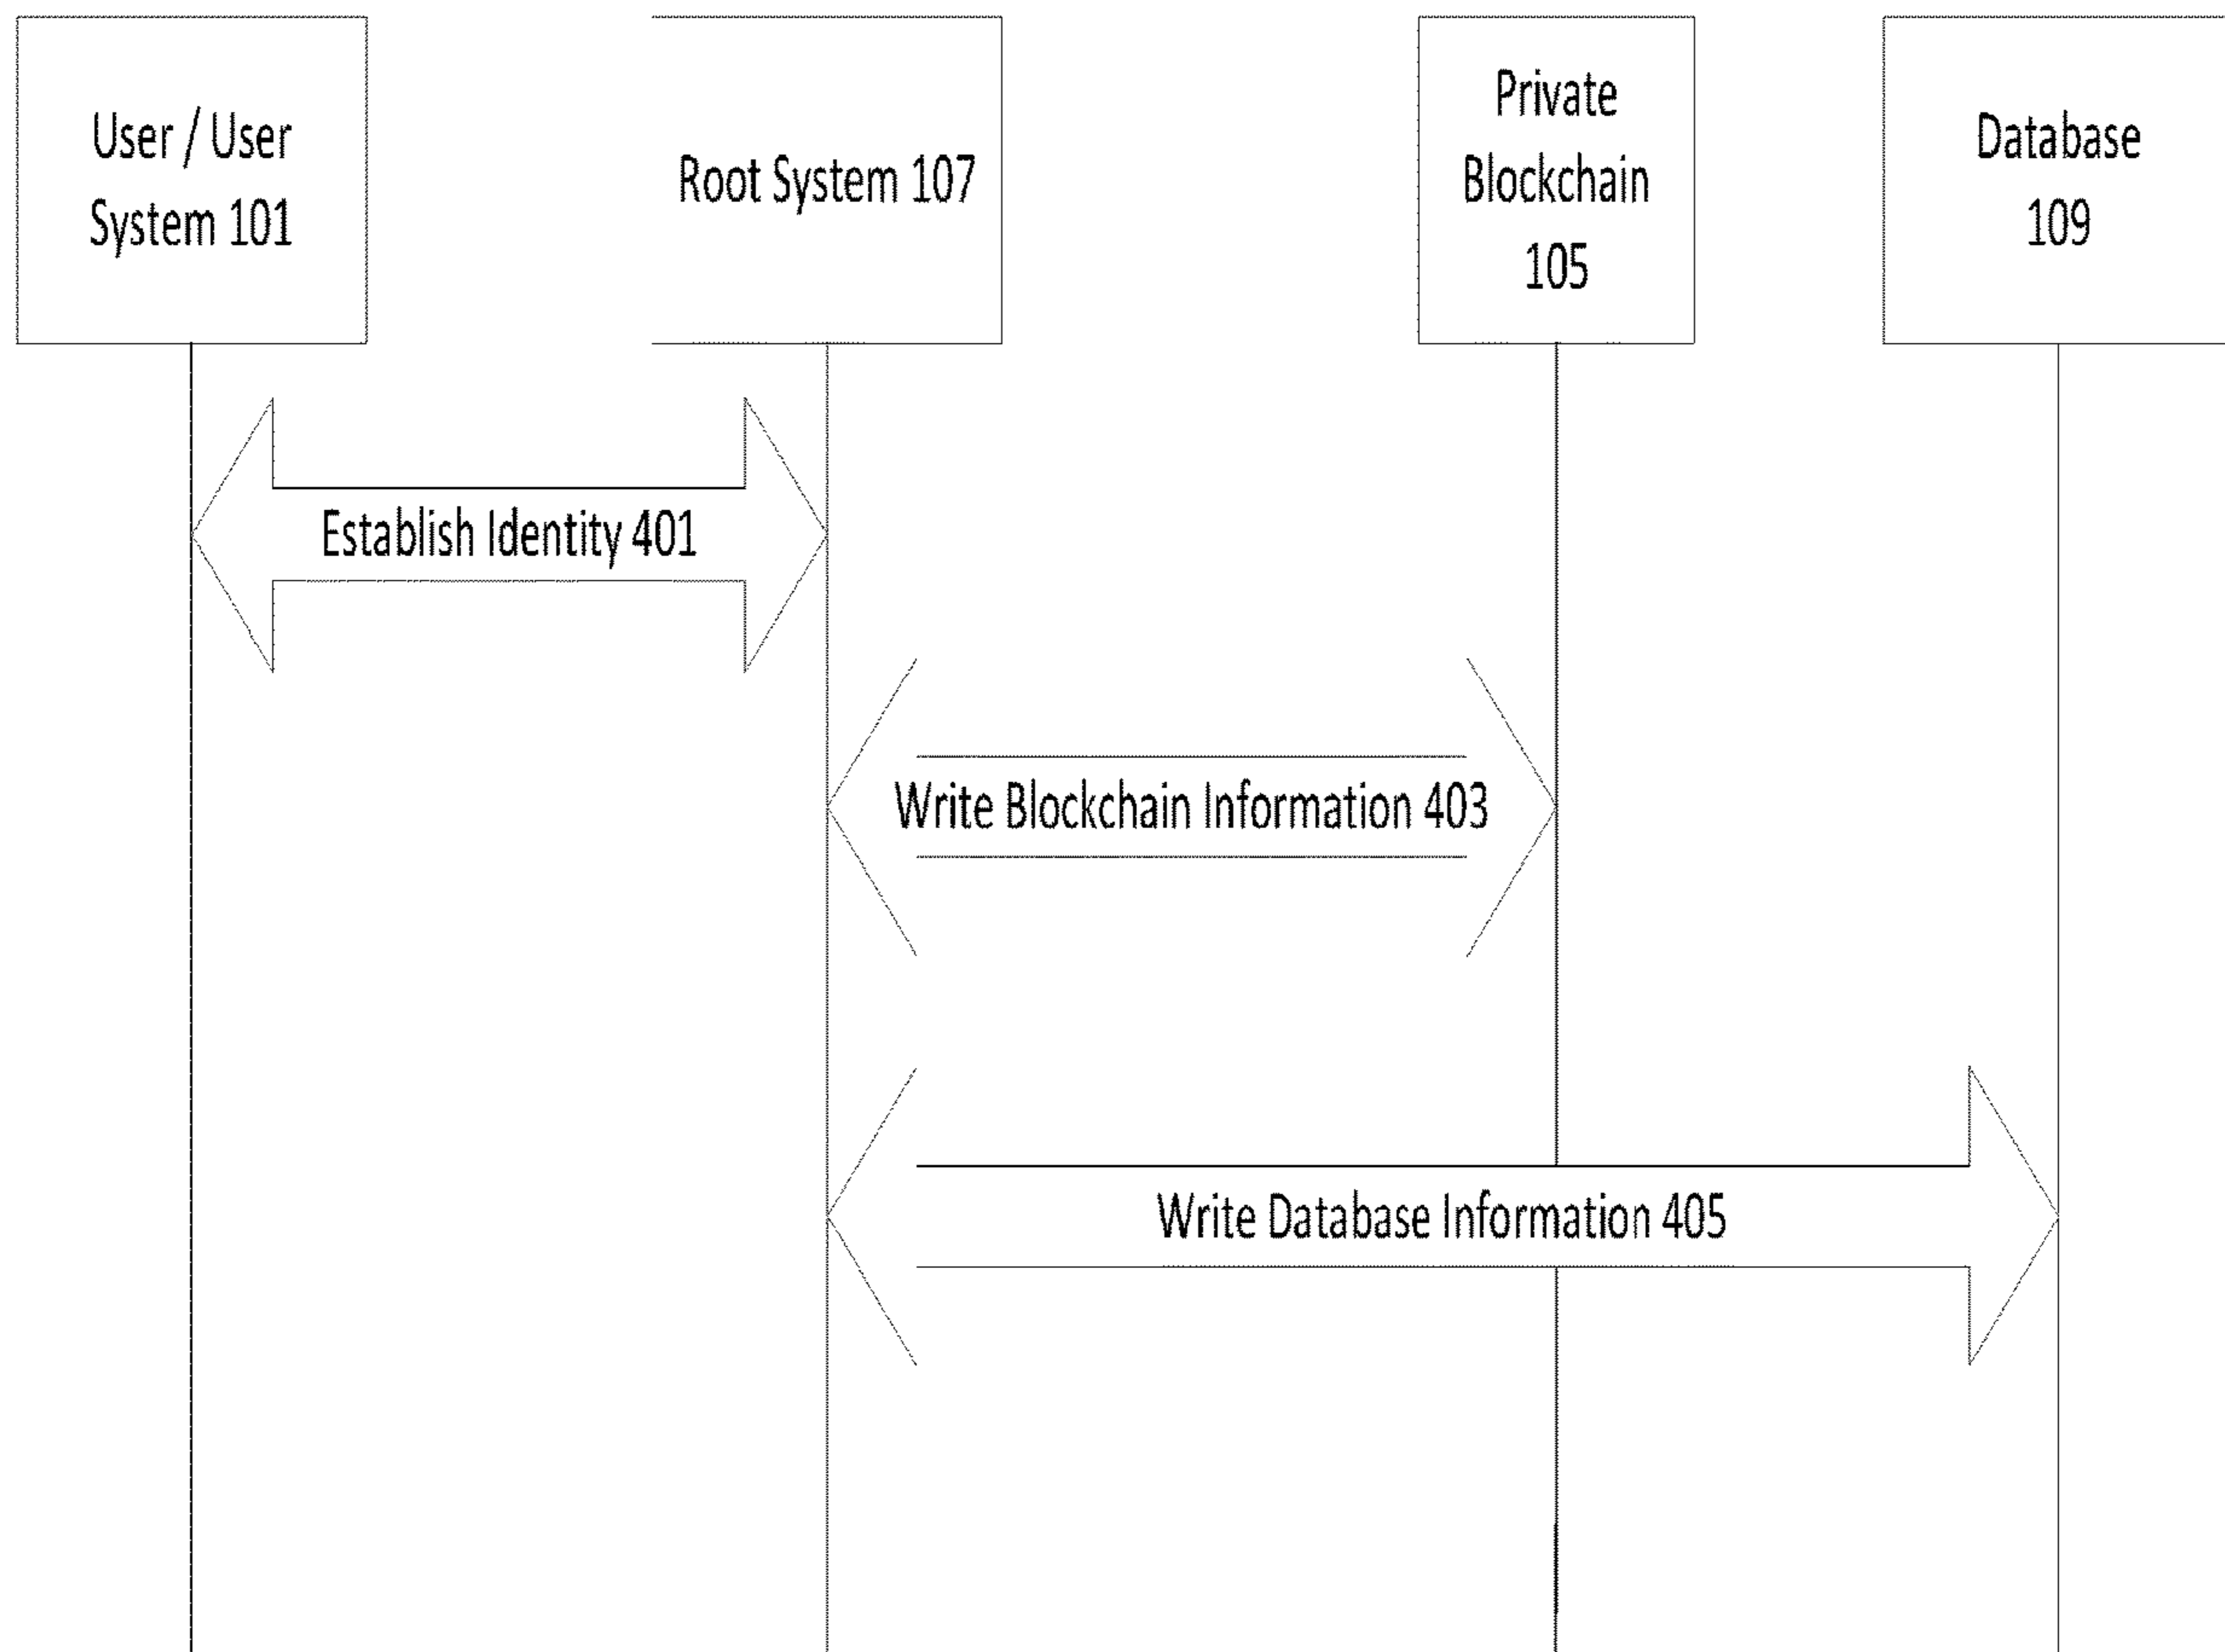 User / User
System 101
Root System 107
Private
Blockchain
105
Database
109
Establish Identity 401
Write Blockchain Information 403
Write Database Information 405